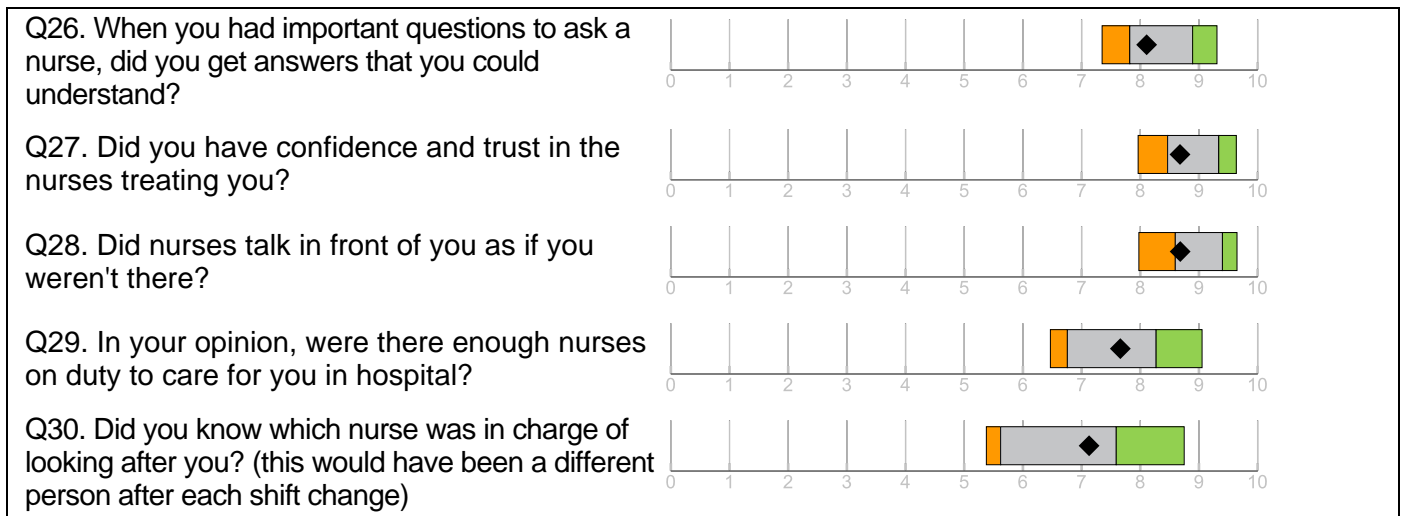 Q26. When you had important questions to ask a
nurse, did you get answers that you could
understand?
0 1 2 3 4 5 6 7 8 9 10
Q27. Did you have confidence and trust in the
nurses treating you?
0 1 2 3 4 5 6 7 8 9 10
Q28. Did nurses talk in front of you as if you
weren't there?
0 1 2 3 4 5 6 7 8 9 10
Q29. In your opinion, were there enough nurses
on duty to care for you in hospital?
0 1 2 3 4 5 6 7 8 9 10
Q30. Did you know which nurse was in charge of
looking after you? (this would have been a different
person after each shift change)
0 1 2 3 4 5 6 7 8 9 10